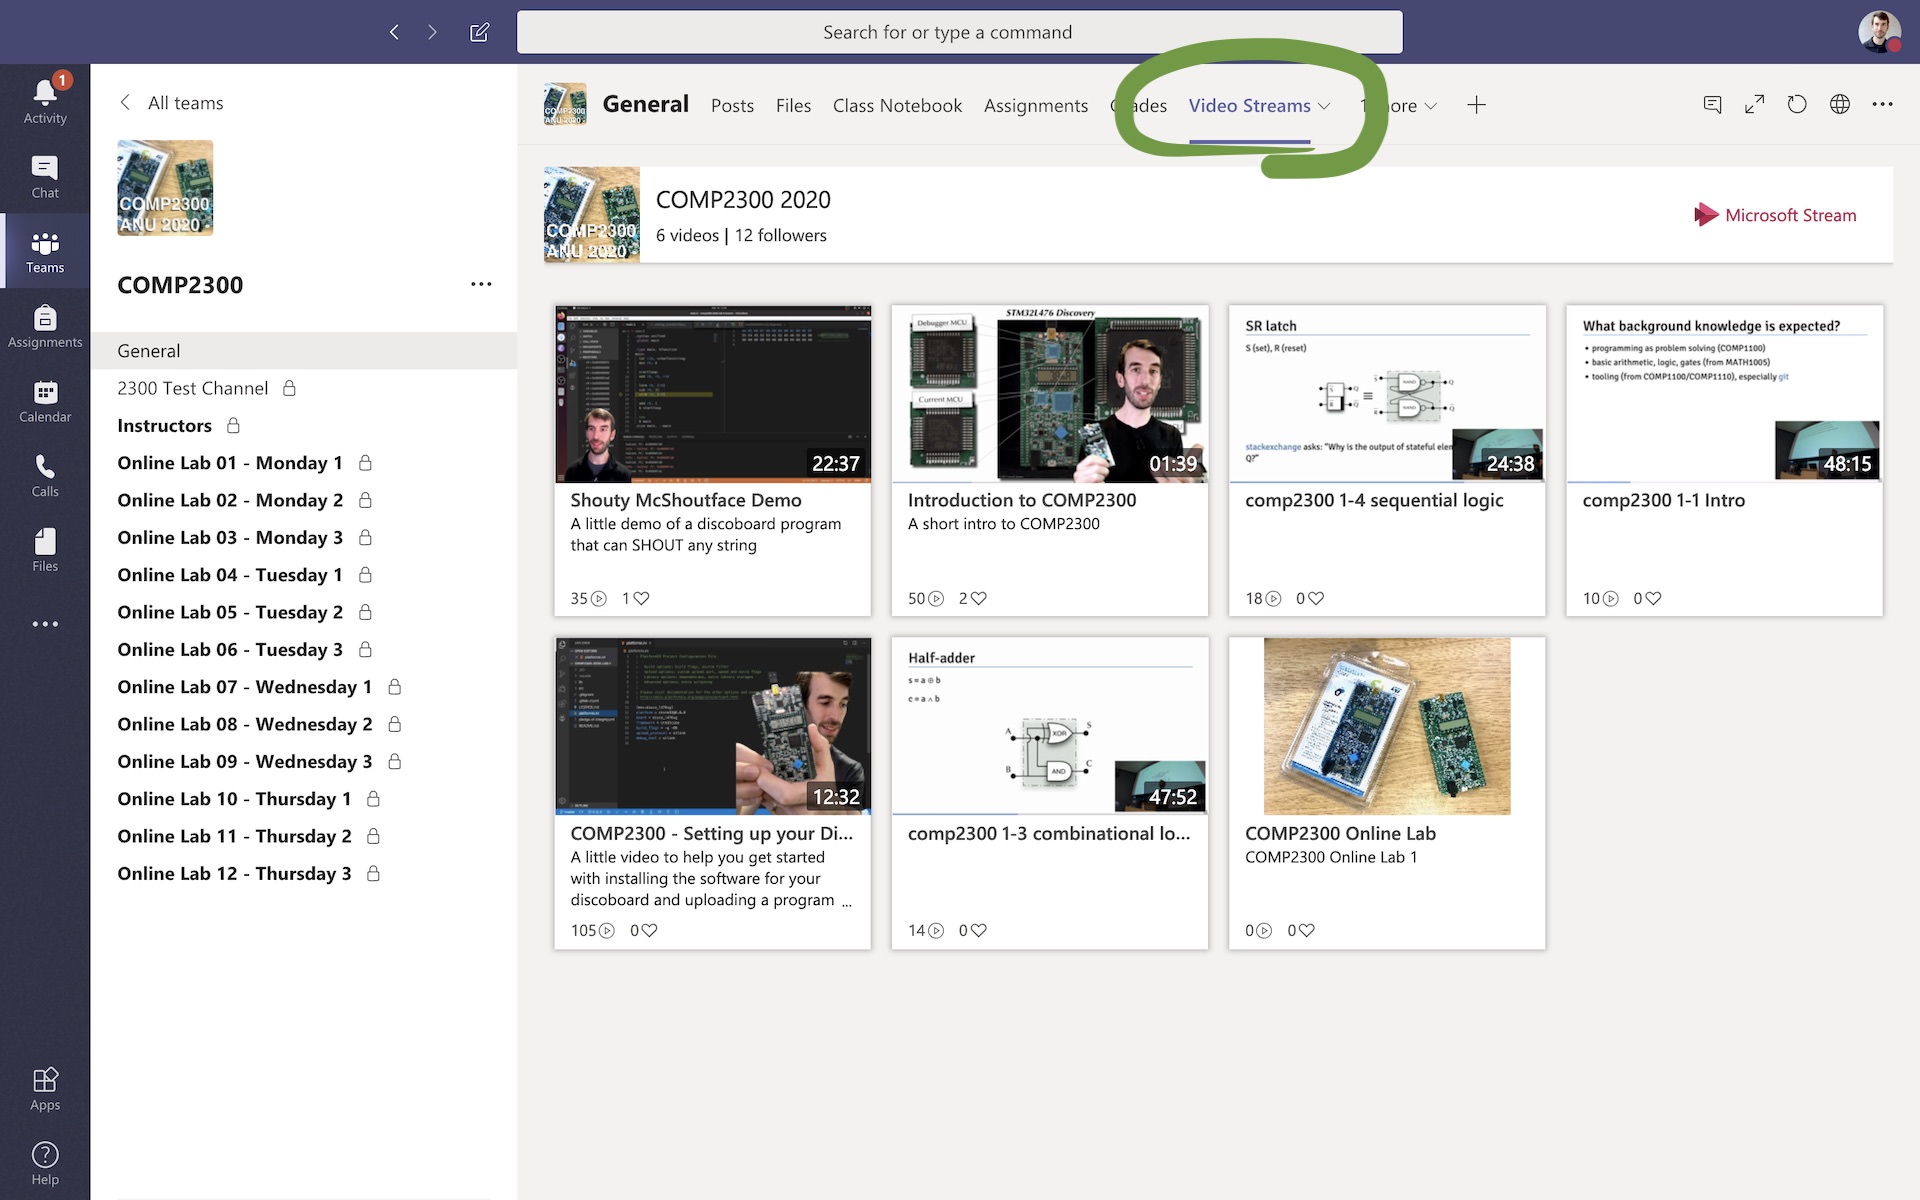 Search for or type a command
1
Activity
Chat
Teams
Assignments
Calendar
Calls
Files
Apps
Help
All teams
COMP2300
ANU 2020
COMP2300
General
2300 Test Channel
Instructors
Online Lab 01 - Monday 1
Online Lab 02 - Monday 2
Online Lab 03 - Monday 3
Online Lab 04 - Tuesday 1
Online Lab 05 - Tuesday 2
Online Lab 06 - Tuesday 3
Online Lab 07 - Wednesday 1
Online Lab 08 - Wednesday 2
Online Lab 09 - Wednesday 3
Online Lab 10 - Thursday 1
Online Lab 11 - Thursday 2
Online Lab 12 - Thursday 3
COMP2300
ANU 2020
General Posts Files Class Notebook Assignments Video Streams
COMP2300
ANU 2020
COMP2300 2020
6 videos | 12 followers
Microsoft Stream
22:37
Shouty McShoutface Demo
A little demo of a discoboard program
that can SHOUT any string
35 1
STM32L476 Discovery
Debugger MCU
Current MCU
01:39
Introduction to COMP2300
A short intro to COMP2300
50 2
SR latch
S (set), R (reset)
stackexchange asks: "Why is the output of stateful
Q?"
24:38
comp2300 1-4 sequential logic
18 0
What background knowledge is expected?
• programming as problem solving (COMP1100)
• basic arithmetic, logic, gates (from MATH1005)
• tooling (from COMP1100/COMP1110), especially git
48:15
comp2300 1-1 Intro
10 0
12:32
COMP2300 - Setting up your Di...
A little video to help you get started
with installing the software for your
discoboard and uploading a program ...
105 0
Half-adder
s = a ⊕ b
c = a ∧ b
A XOR S
B AND C
47:52
comp2300 1-3 combinational lo...
14 0
COMP2300 Online Lab
COMP2300 Online Lab 1
0 0